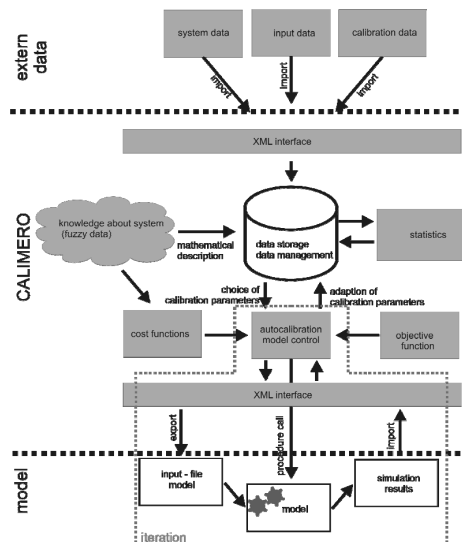 extern
data
system data
input data
calibration data
import
import
import
XML interface
CALIMERO
knowledge about system
(fuzzy data)
mathematical
description
data storage
data management
statistics
choice of
calibration parameters
adaption of
calibration parameters
cost functions
autocalibration
model control
objective
function
XML interface
export
procedure call
import
model
input - file
model
model
simulation
results
iteration